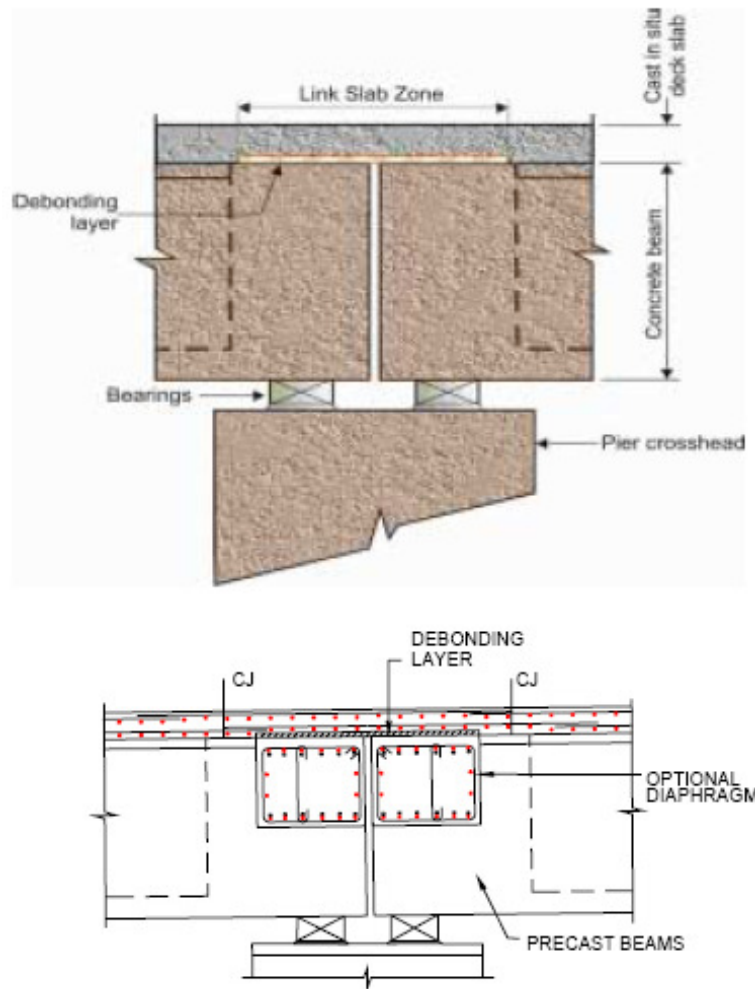 Cast in situ
deck slab
Link Slab Zone
Debonding
layer
Concrete beam
Bearings
Pier crosshead
DEBONDING
LAYER
CJ
CJ
OPTIONAL
DIAPHRAGM
PRECAST BEAMS